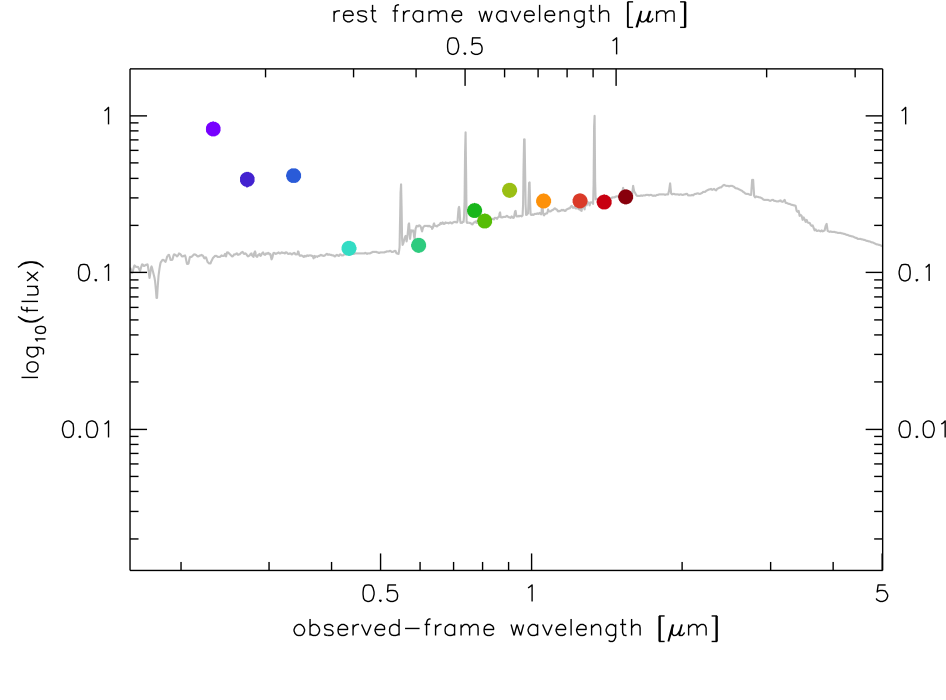 rest frame wavelength [μm]
0.5 1
1 1
0.1 0.1
0.01 0.01
log10(flux)
0.5 1 5
observed-frame wavelength [μm]